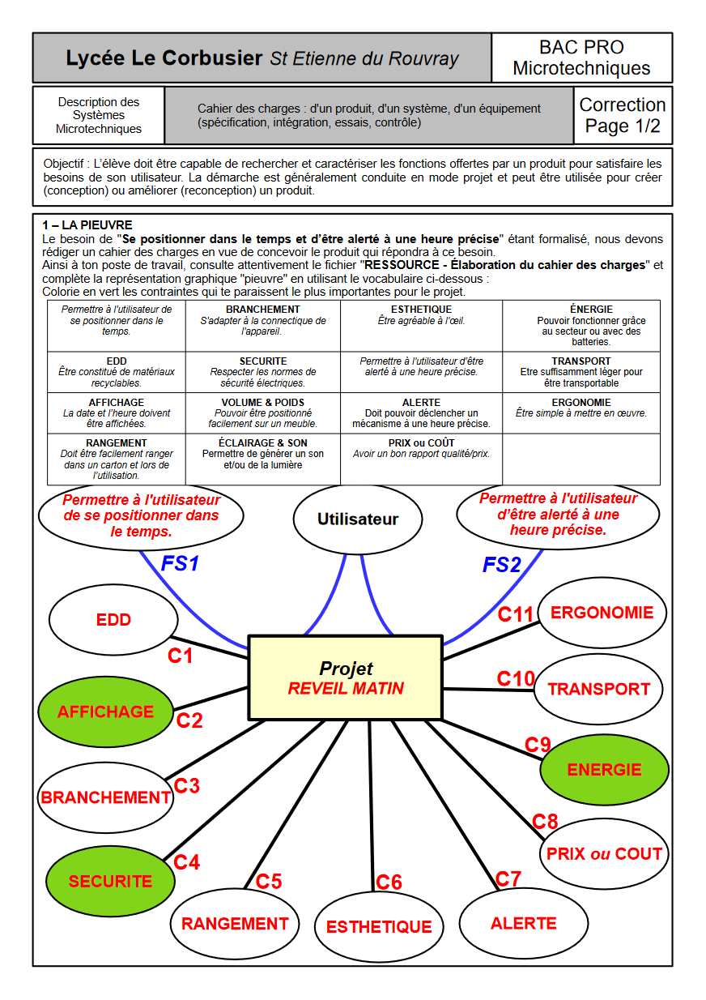 Lycée Le Corbusier St Etienne du Rouvray
BAC PRO
Microtechniques
Description des
Systèmes
Microtechniques
Cahier des charges : d'un produit, d'un système, d'un équipement
(spécification, intégration, essais, contrôle)
Correction
Page 1/2
Objectif : L'élève doit être capable de rechercher et caractériser les fonctions offertes par un produit pour satisfaire les
besoins de son utilisateur. La démarche est généralement conduite en mode projet et peut être utilisée pour créer
(conception) ou améliorer (reconception) un produit.
1 – LA PIEUVRE
Le besoin de "Se positionner dans le temps et d'être alerté à une heure précise" étant formalisé, nous devons
rédiger un cahier des charges en vue de concevoir le produit qui répondra à ce besoin.
Ainsi à ton poste de travail, consulte attentivement le fichier "RESSOURCE - Élaboration du cahier des charges" et
complète la représentation graphique "pieuvre" en utilisant le vocabulaire ci-dessous :
Colorie en vert les contraintes qui te paraissent le plus importantes pour le projet.
Permettre à l'utilisateur de
se positionner dans le
temps.
BRANCHEMENT
S'adapter à la connectique de
l'appareil.
ESTHETIQUE
Être agréable à l'œil.
ÉNERGIE
Pouvoir fonctionner grâce
au secteur ou avec des
batteries.
EDD
Être constitué de matériaux
recyclables.
SECURITE
Respecter les normes de
sécurité électriques.
Permettre à l'utilisateur d'être
alerté à une heure précise.
TRANSPORT
Etre suffisamment léger pour
être transportable
AFFICHAGE
La date et l'heure doivent
être affichées.
VOLUME & POIDS
Pouvoir être positionné
facilement sur un meuble.
ALERTE
Doit pouvoir déclencher un
mécanisme à une heure précise.
ERGONOMIE
Être simple à mettre en œuvre.
RANGEMENT
Doit être facilement ranger
dans un carton et lors de
l'utilisation.
ÉCLAIRAGE & SON
Permettre de générer un son
et/ou de la lumière
PRIX ou COÛT
Avoir un bon rapport qualité/prix.
Permettre à l'utilisateur
de se positionner dans
le temps.
Utilisateur
Permettre à l'utilisateur
d'être alerté à une
heure précise.
FS1
FS2
EDD
C1
C11
ERGONOMIE
Projet
REVEIL MATIN
AFFICHAGE
C2
C10
TRANSPORT
BRANCHEMENT
C3
C9
ENERGIE
SECURITE
C4
C8
PRIX ou COUT
C5
RANGEMENT
C6
ESTHETIQUE
C7
ALERTE